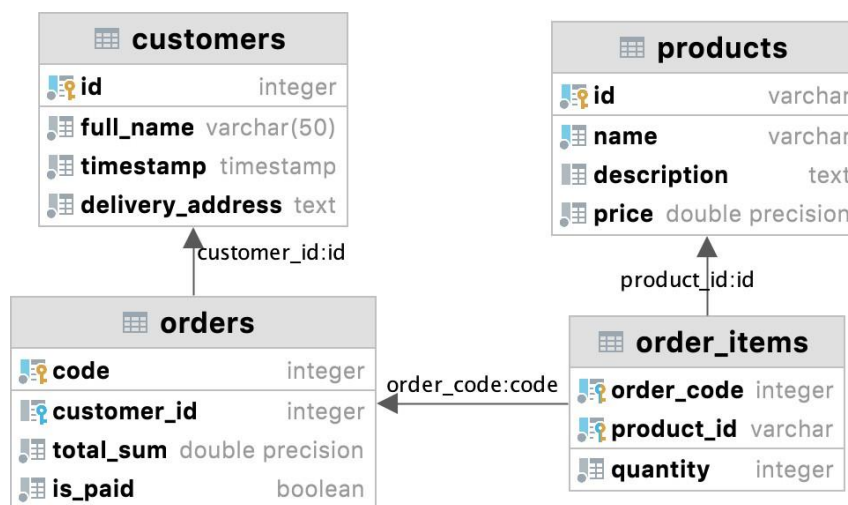 customers
id integer
full_name varchar(50)
timestamp timestamp
delivery_address text
products
id varchar
name varchar
description text
price double precision
customer_id:id
product_id:id
orders
code integer
customer_id integer
total_sum double precision
is_paid boolean
order_code:code
order_items
order_code integer
product_id varchar
quantity integer